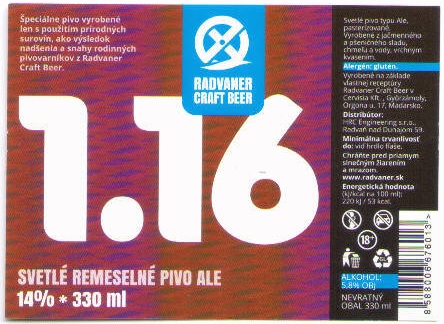 Špeciálne pivo vyrobené
len s použitím prírodných
surovín, ako výsledok
nadšenia a snahy rodinných
pivovarníkov z Radvaner
Craft Beer.
RADVANER
CRAFT BEER
1.16
SVETLÉ REMESELNÉ PIVO ALE
14% * 330 ml
Svetlé pivo typu Ale,
pasterizované.
Vyrobené z jačmenného
a pšeničného sladu,
chmeľu a vody, vrchným
kvasením.
Alergén: glutén.
Vyrobené na základe
vlastnej receptúry
Radvaner Craft Beer v
Cervisia Kft., Győrzámoly,
Orgona u. 17, Maďarsko.
Distribútor:
HRC Engineering s.r.o.,
Radvaň nad Dunajom 59.
Minimálna trvanlivosť
do: viď hrdlo fľaše.
Chráňte pred priamym
slnečným žiarením
a mrazom.
www.radvaner.sk
Energetická hodnota
(kJ/kcal na 100 ml):
220 kJ / 53 kcal.
18+
ALKOHOL:
5,8% OBJ
NEVRATNÝ
OBAL 330 ml
8 588006 676013 >